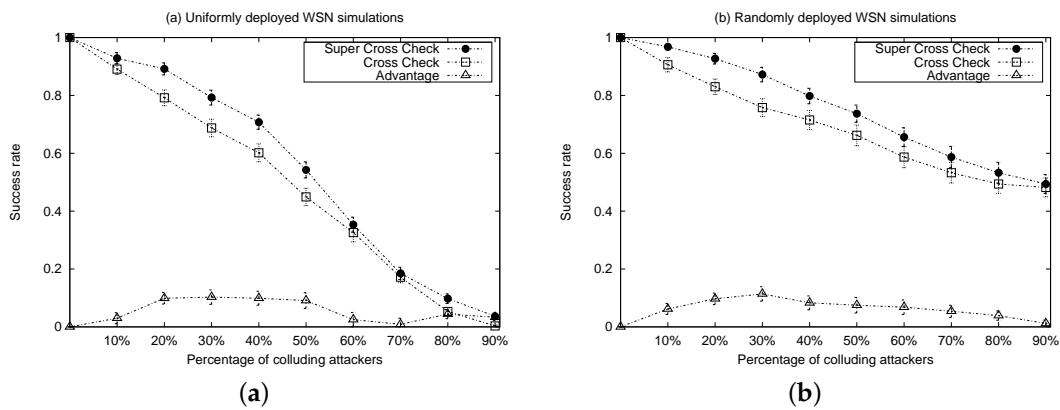 (a) Uniformly deployed WSN simulations
1
0.8
0.6
0.4
0.2
0
Success rate
Super Cross Check
Cross Check
Advantage
10% 20% 30% 40% 50% 60% 70% 80% 90%
Percentage of colluding attackers
(a)
(b) Randomly deployed WSN simulations
1
0.8
0.6
0.4
0.2
0
Success rate
Super Cross Check
Cross Check
Advantage
10% 20% 30% 40% 50% 60% 70% 80% 90%
Percentage of colluding attackers
(b)